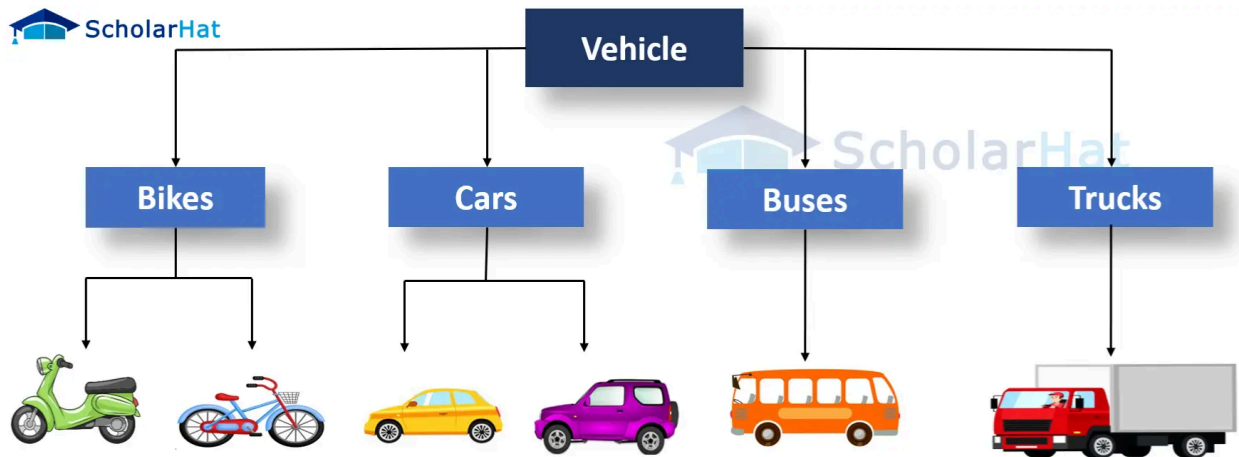 ScholarHat
Vehicle
ScholarHat
Bikes
Cars
Buses
Trucks